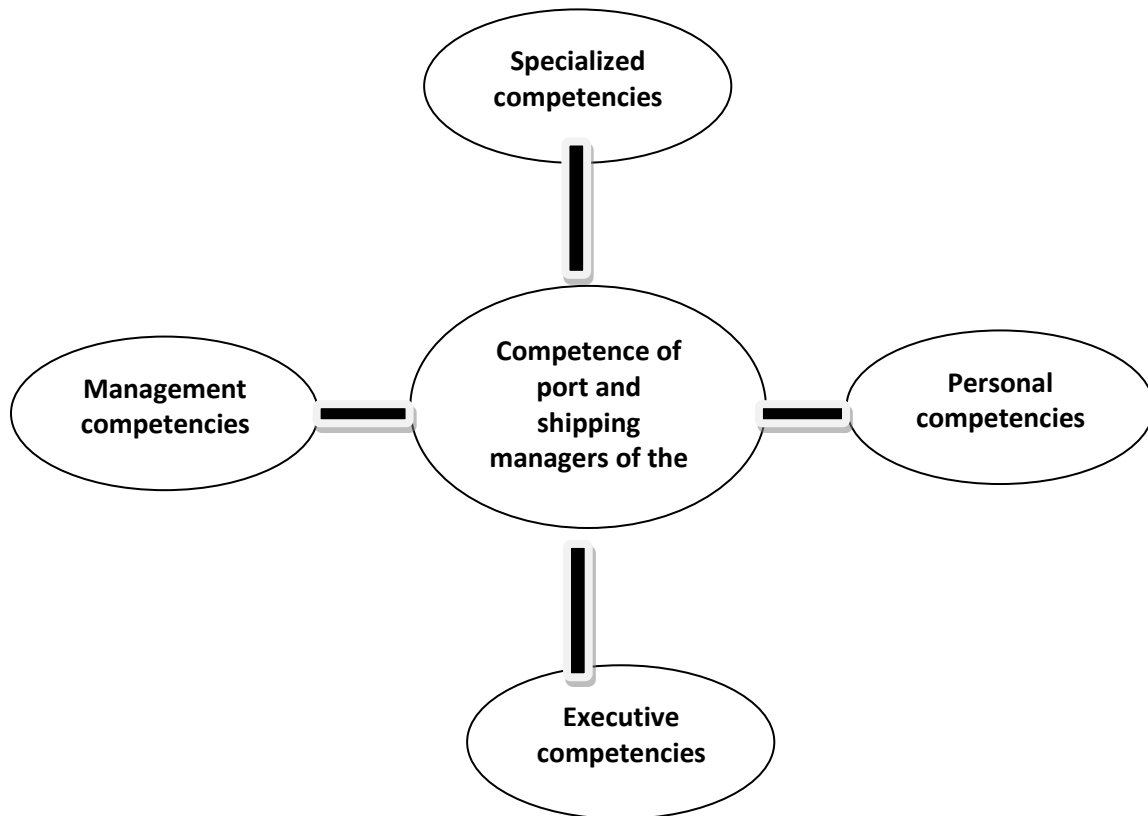 Specialized
competencies
Competence of
port and
shipping
managers of the
Management
competencies
Personal
competencies
Executive
competencies